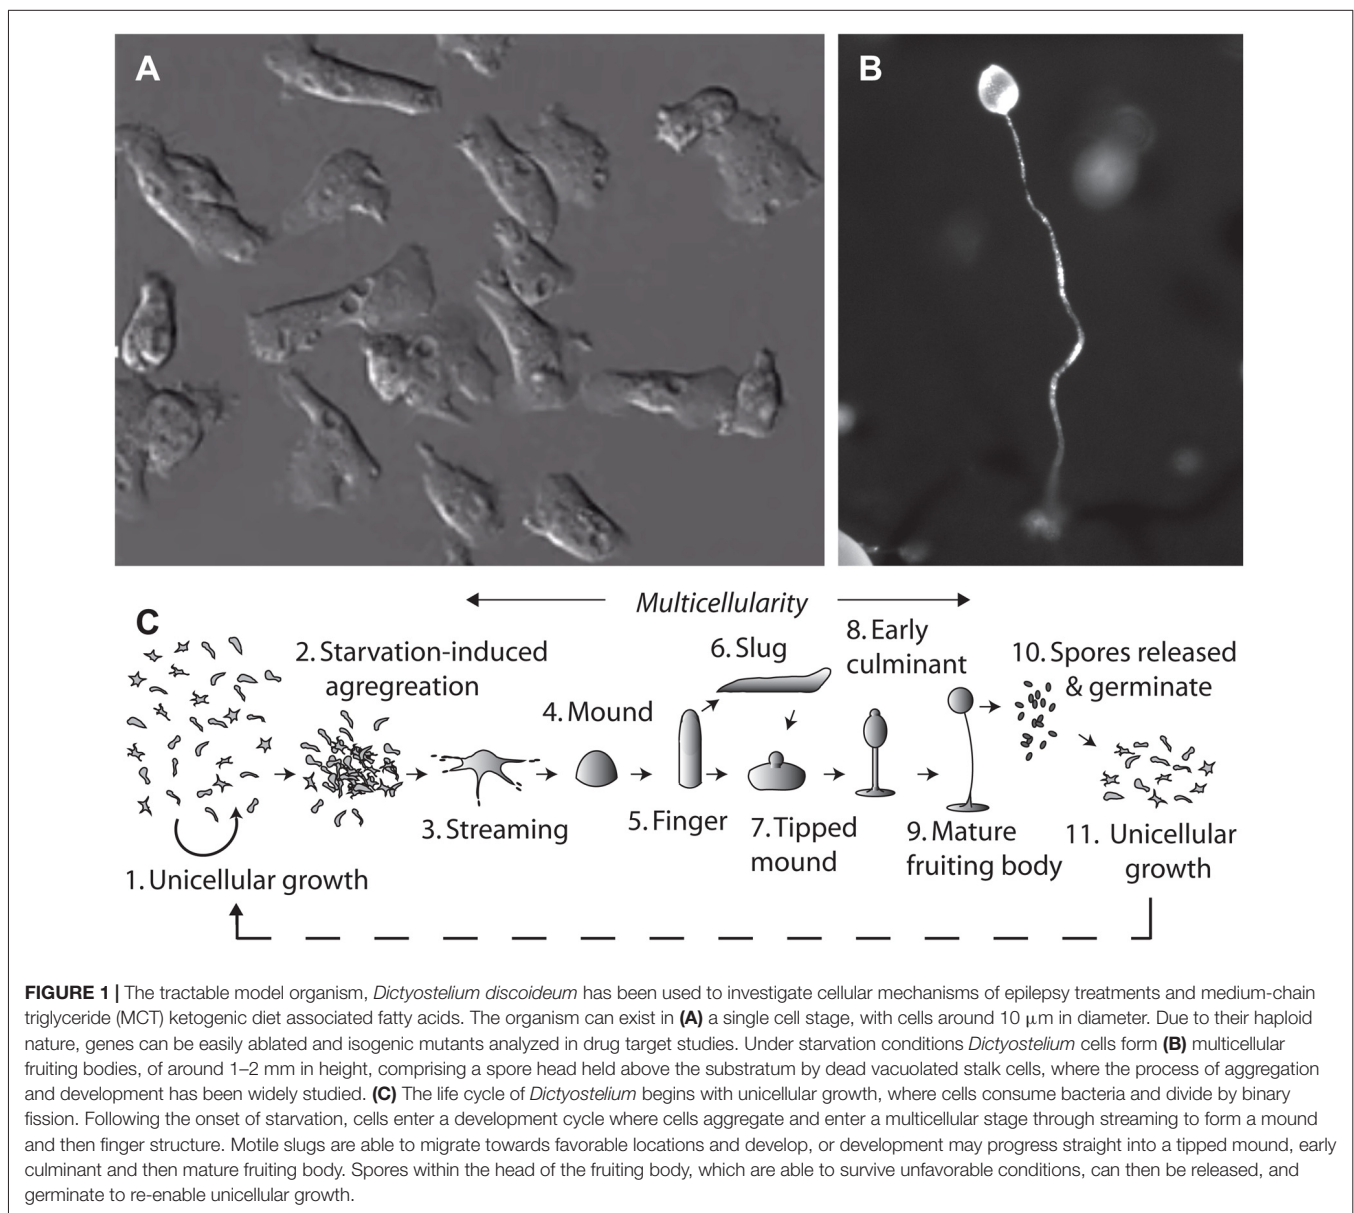 A
B
C
Multicellularity
2. Starvation-induced
agregreation
4. Mound
6. Slug
8. Early
culminant
10. Spores released
& germinate
3. Streaming
5. Finger
7. Tipped
mound
9. Mature
fruiting body
11. Unicellular
growth
1. Unicellular growth
FIGURE 1 | The tractable model organism, Dictyostelium discoideum has been used to investigate cellular mechanisms of epilepsy treatments and medium-chain
triglyceride (MCT) ketogenic diet associated fatty acids. The organism can exist in (A) a single cell stage, with cells around 10 μm in diameter. Due to their haploid
nature, genes can be easily ablated and isogenic mutants analyzed in drug target studies. Under starvation conditions Dictyostelium cells form (B) multicellular
fruiting bodies, of around 1–2 mm in height, comprising a spore head held above the substratum by dead vacuolated stalk cells, where the process of aggregation
and development has been widely studied. (C) The life cycle of Dictyostelium begins with unicellular growth, where cells consume bacteria and divide by binary
fission. Following the onset of starvation, cells enter a development cycle where cells aggregate and enter a multicellular stage through streaming to form a mound
and then finger structure. Motile slugs are able to migrate towards favorable locations and develop, or development may progress straight into a tipped mound, early
culminant and then mature fruiting body. Spores within the head of the fruiting body, which are able to survive unfavorable conditions, can then be released, and
germinate to re-enable unicellular growth.